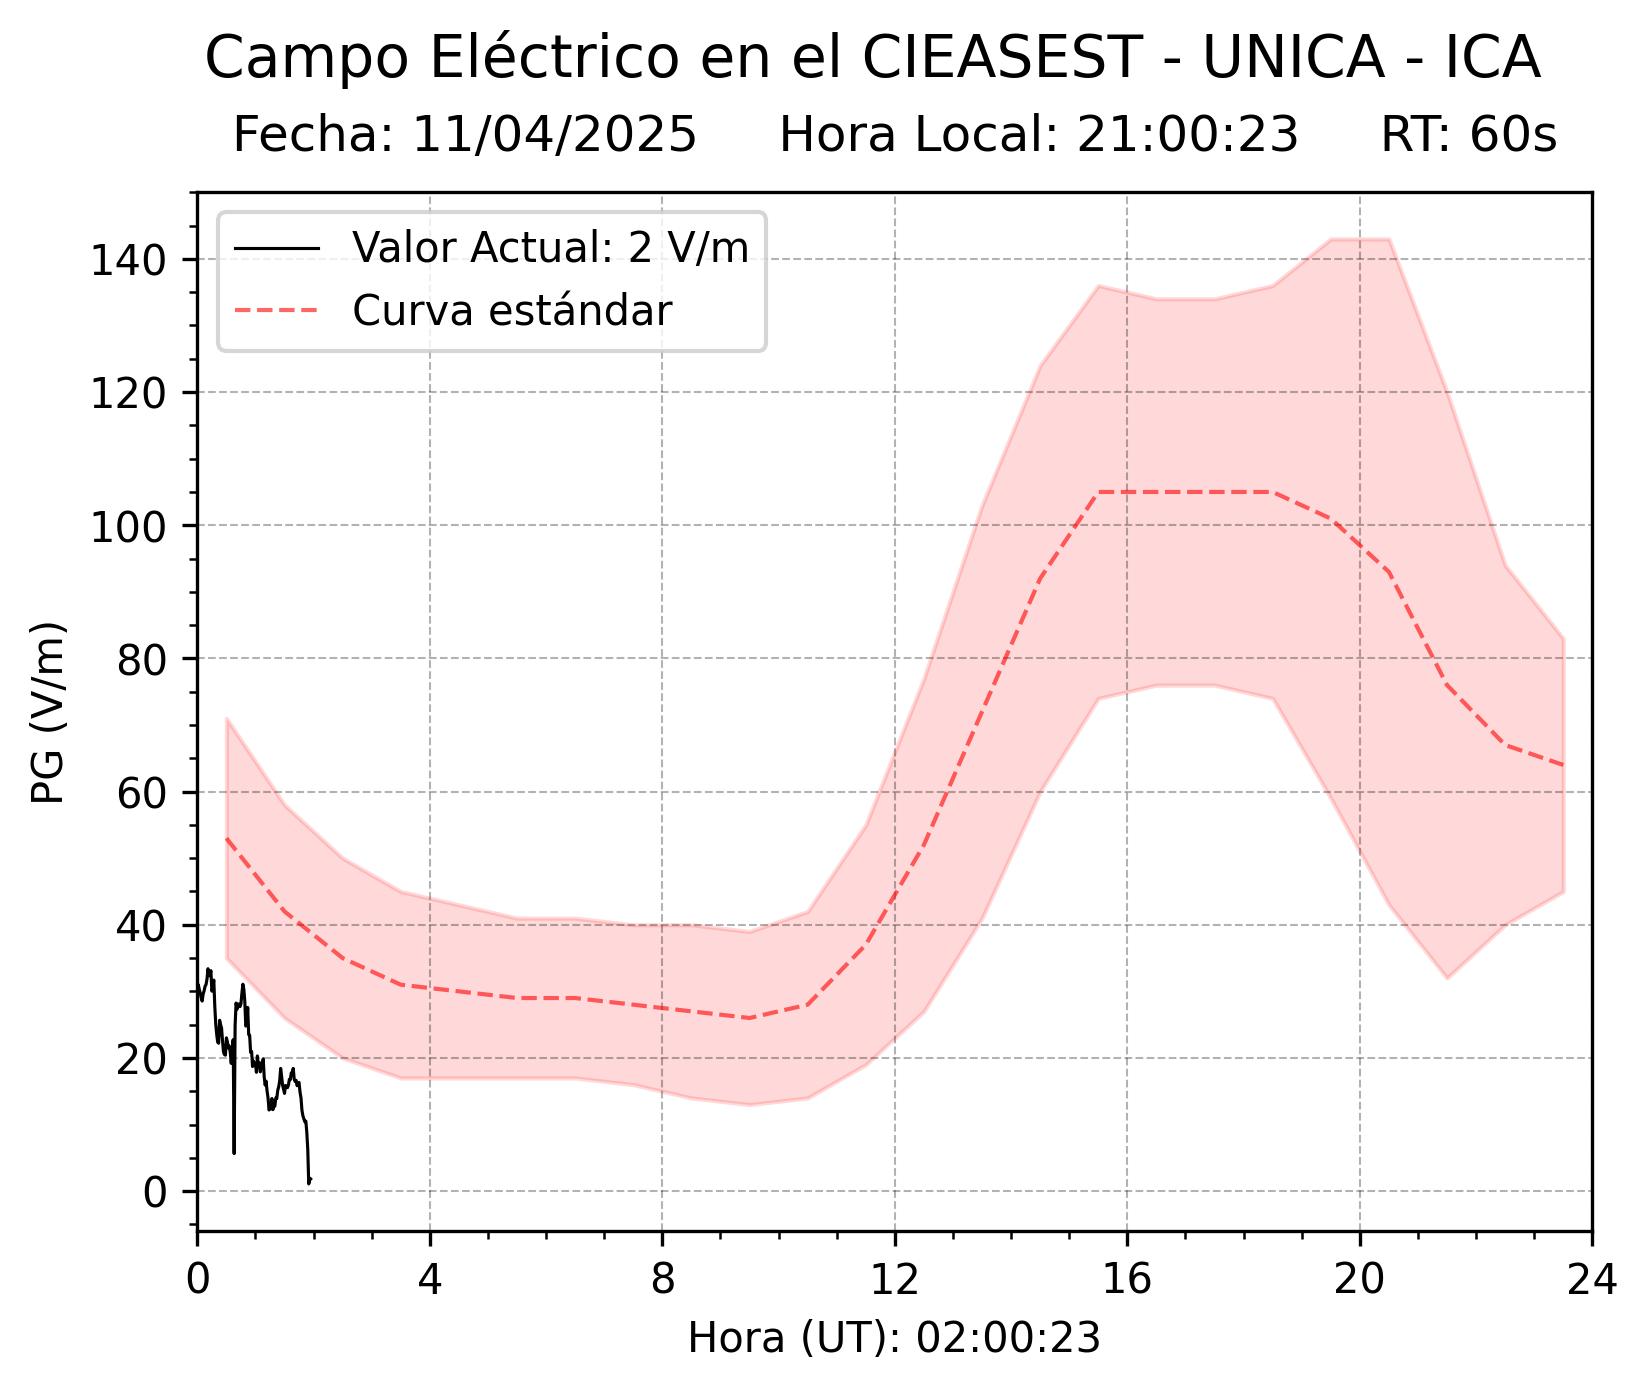 Campo Eléctrico en el CIEASEST - UNICA - ICA
Fecha: 11/04/2025 Hora Local: 21:00:23 RT: 60s
Valor Actual: 2 V/m
Curva estándar
PG (V/m)
140
120
100
80
60
40
20
0
0 4 8 12 16 20 24
Hora (UT): 02:00:23